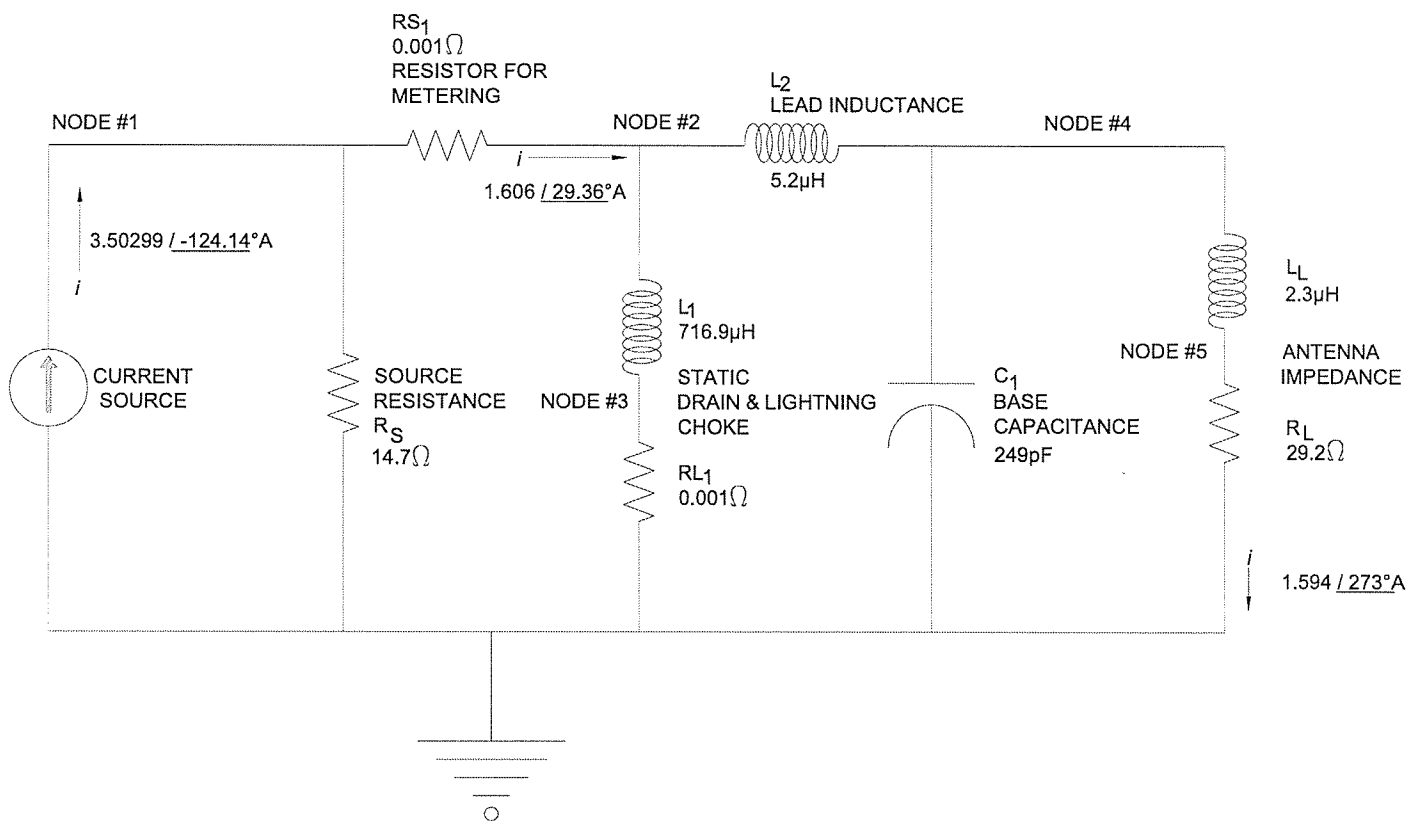 RS1
0.001Ω
RESISTOR FOR
METERING
L2
LEAD INDUCTANCE
NODE #1
NODE #2
NODE #4
i
1.606 / 29.36°A
5.2µH
3.50299 / -124.14°A
i
L1
716.9µH
LL
2.3µH
CURRENT
SOURCE
SOURCE
RESISTANCE
RS
14.7Ω
NODE #3
STATIC
DRAIN & LIGHTNING
CHOKE
RL1
0.001Ω
C1
BASE
CAPACITANCE
249pF
NODE #5
ANTENNA
IMPEDANCE
RL
29.2Ω
i
1.594 / 273°A